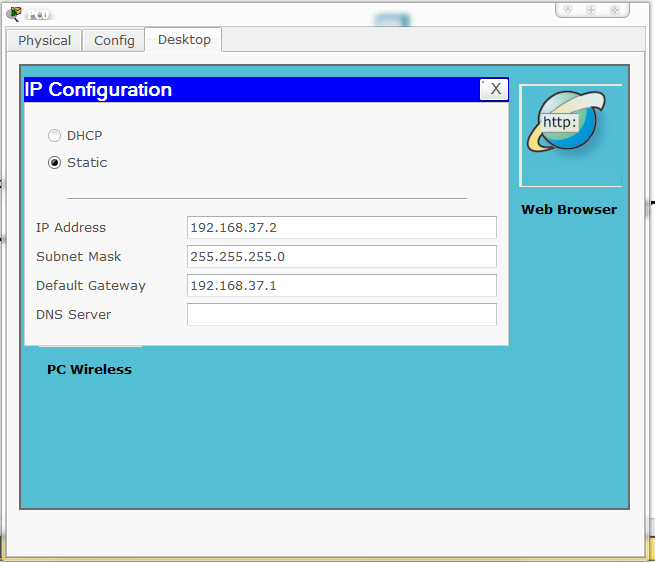 PC0
Physical Config Desktop
IP Configuration X
http:
DHCP
Static
Web Browser
IP Address 192.168.37.2
Subnet Mask 255.255.255.0
Default Gateway 192.168.37.1
DNS Server
PC Wireless